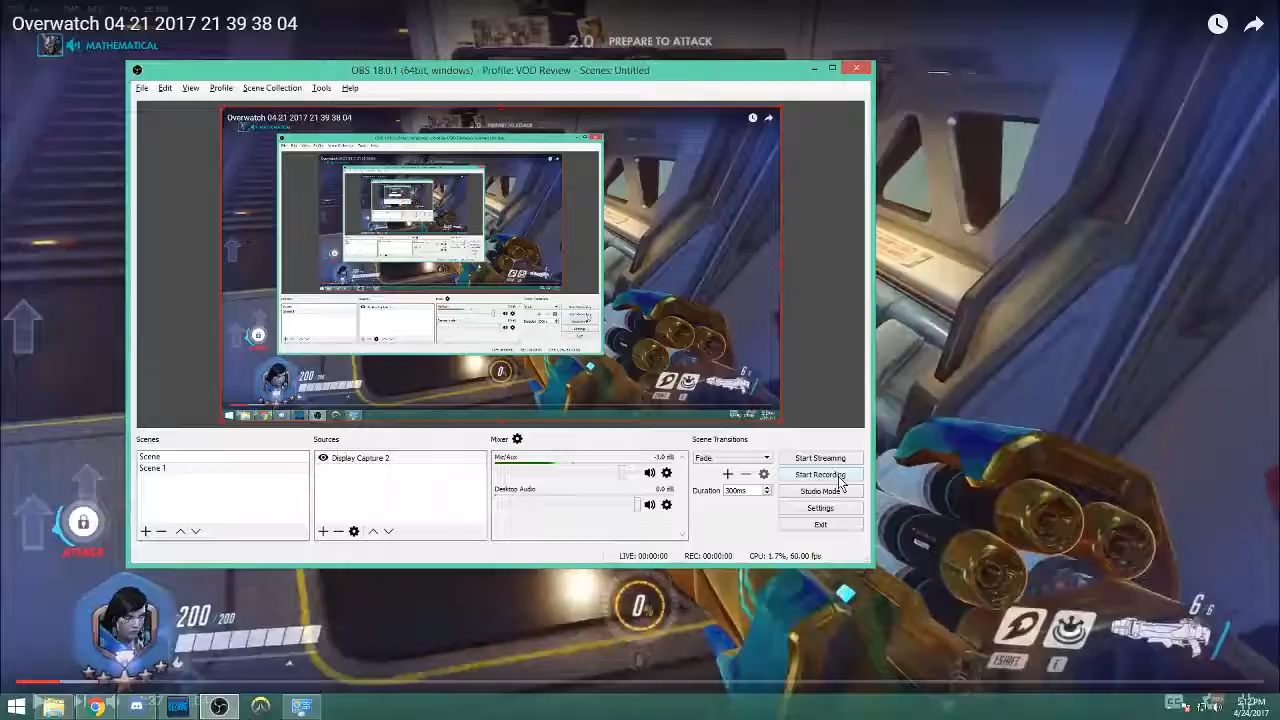 Overwatch 04 21 2017 21 39 38 04
MATHEMATICAL
2.0 PREPARE TO ATTACK
OBS 18.0.1 (64bit, windows) - Profile: VOD Review - Scenes: Untitled
File Edit View Profile Scene Collection Tools Help
Overwatch 04 21 2017 21 39 38 04
200 / 200
0%
6
Scenes
Scene
Scene 1
Sources
Display Capture 2
Mixer
Mic/Aux -3.0 dB
Desktop Audio 0.0 dB
Scene Transitions
Fade
Duration 300ms
Start Streaming
Start Recording
Studio Mode
Settings
Exit
LIVE: 00:00:00 REC: 00:00:00 CPU: 1.7%, 60.00 fps
ATTACK
200 / 200
0%
6/6
LSHIFT
E
4/24/2017